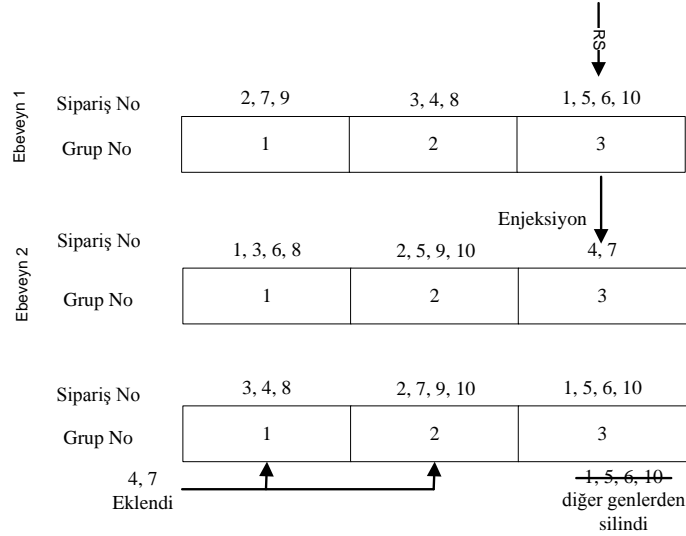 RS
Ebeveyn 1
Sipariş No 2, 7, 9 3, 4, 8 1, 5, 6, 10
Grup No 1 2 3
Enjeksiyon
Ebeveyn 2
Sipariş No 1, 3, 6, 8 2, 5, 9, 10 4, 7
Grup No 1 2 3
Sipariş No 3, 4, 8 2, 7, 9, 10 1, 5, 6, 10
Grup No 1 2 3
4, 7
Eklendi
1, 5, 6, 10
diğer genlerden
silindi